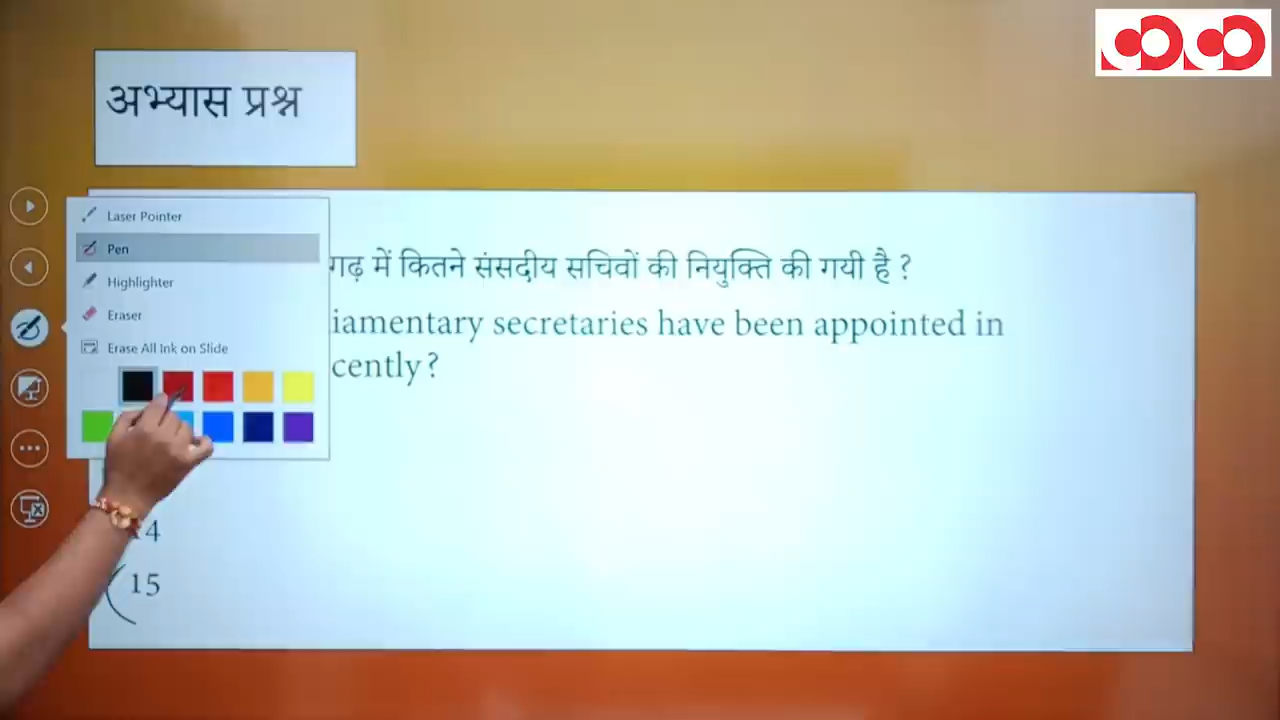 अभ्यास प्रश्न
Laser Pointer
Pen
Highlighter
Eraser
Erase All Ink on Slide
गढ़ में कितने संसदीय सचिवों की नियुक्ति की गयी है ?
iamentary secretaries have been appointed in
cently?
4
15